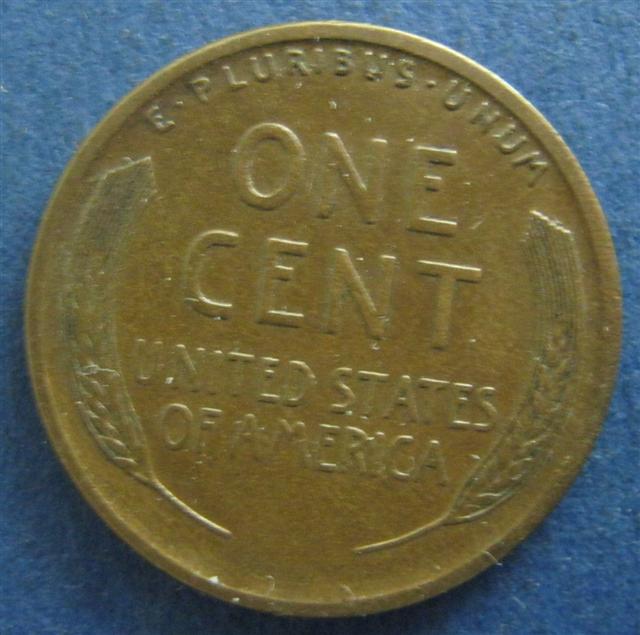 E·PLURIBUS·UNUM
ONE
CENT
UNITED STATES
OF AMERICA